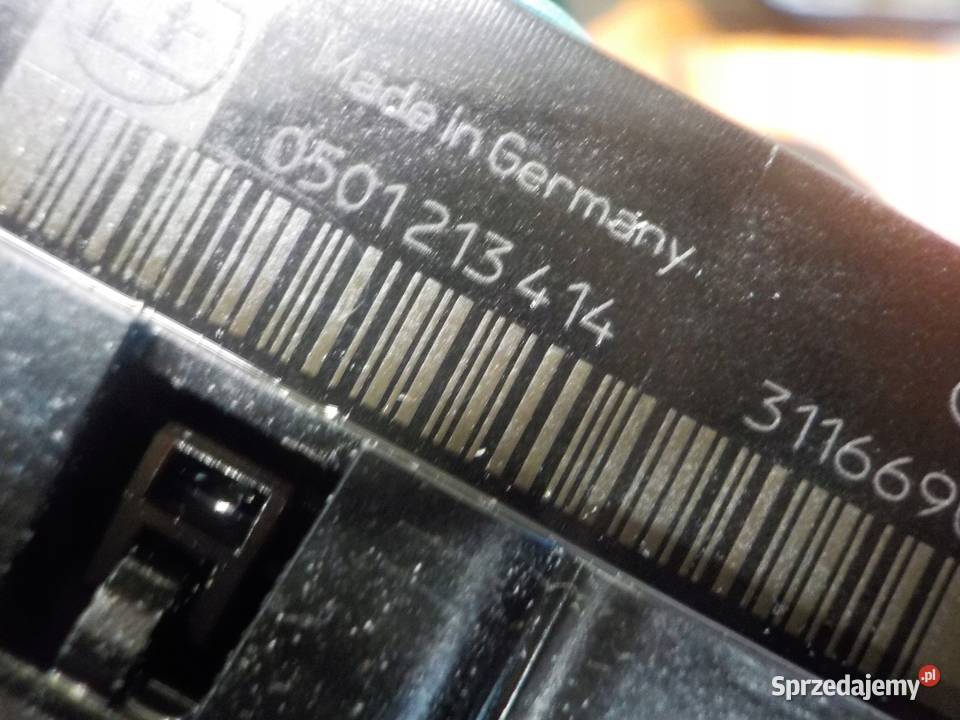 Made in Germany
0501 213 414
Sprzedajemy.pl